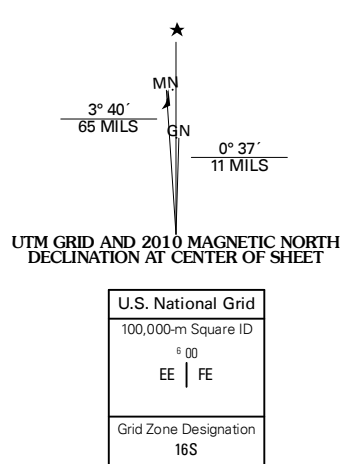 MN
3° 40´
65 MILS
GN
0° 37´
11 MILS
UTM GRID AND 2010 MAGNETIC NORTH
DECLINATION AT CENTER OF SHEET
U.S. National Grid
100,000-m Square ID
6 00
EE FE
Grid Zone Designation
16S